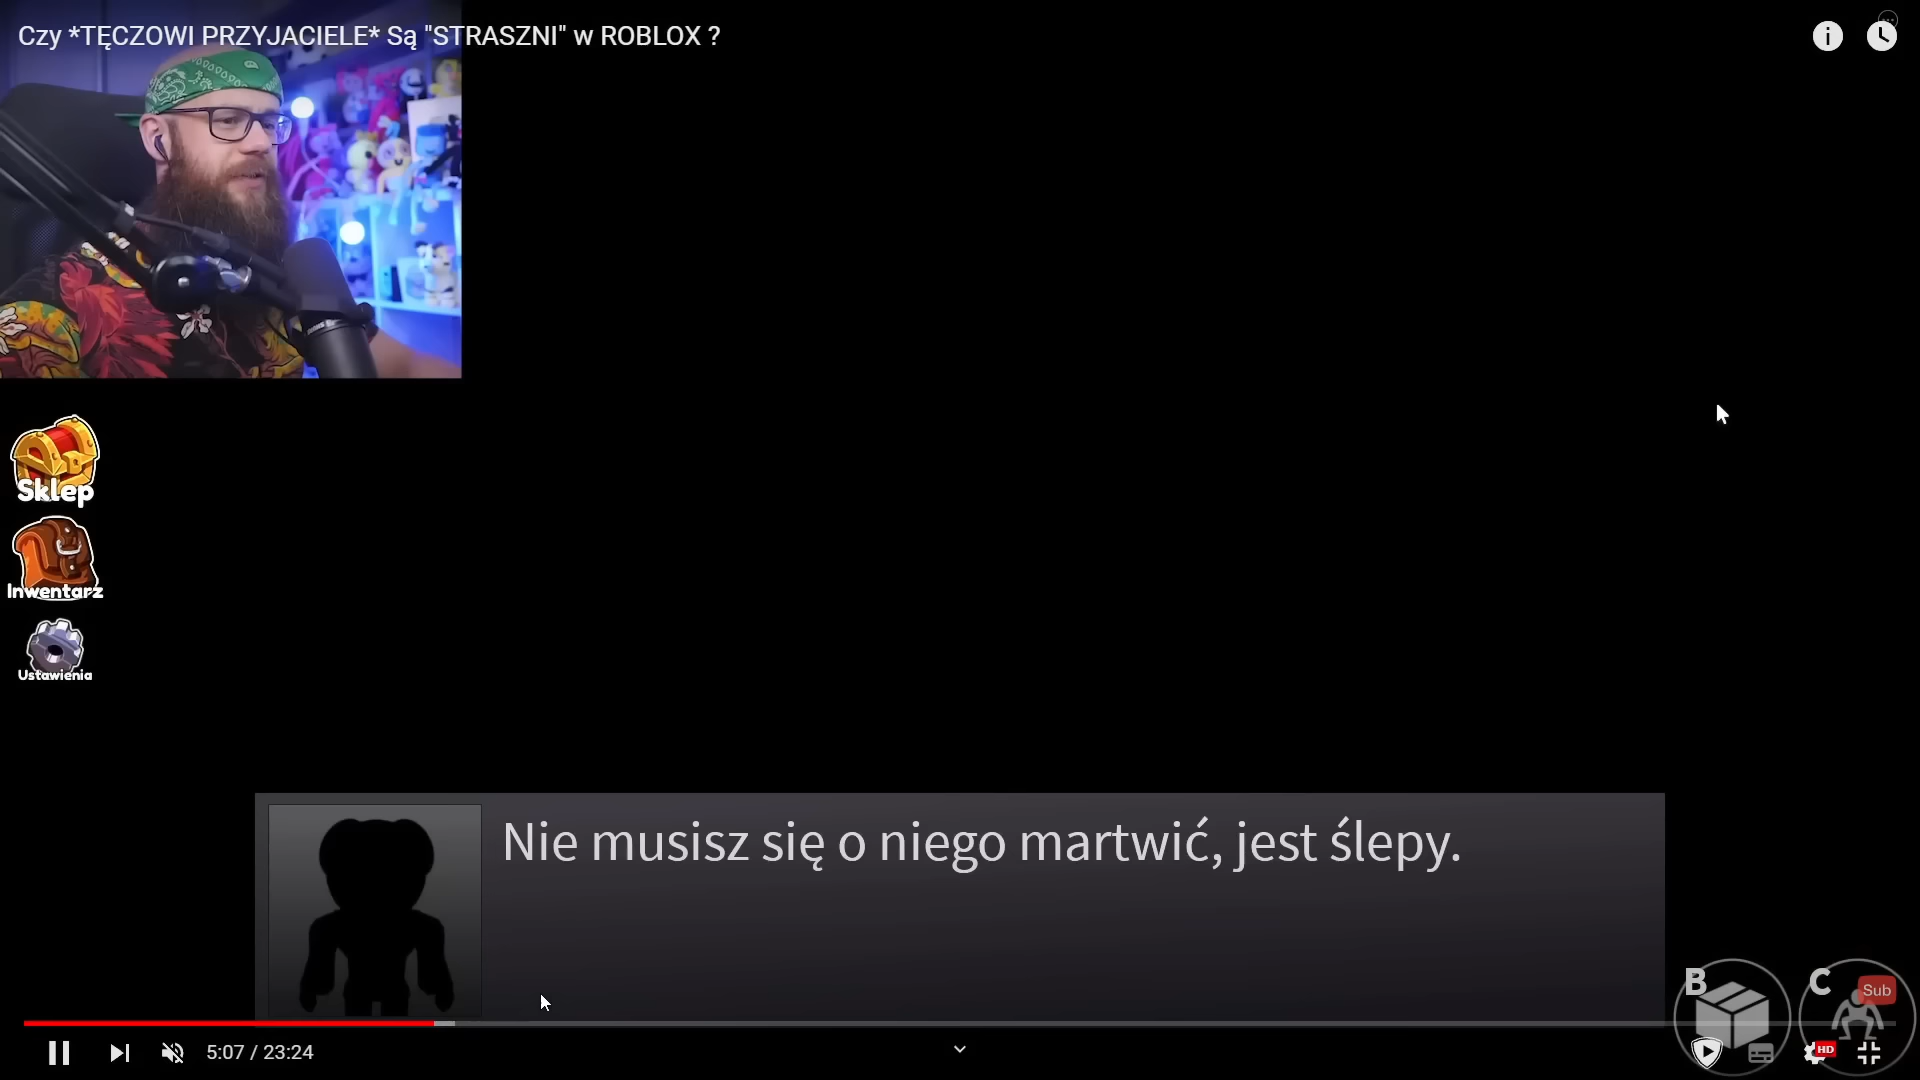 Czy *TĘCZOWI PRZYJACIELE* Są "STRASZNI" w ROBLOX ?
Sklep
Inwentarz
Ustawienia
Nie musisz się o niego martwić, jest ślepy.
B
C
Sub
5:07 / 23:24
HD